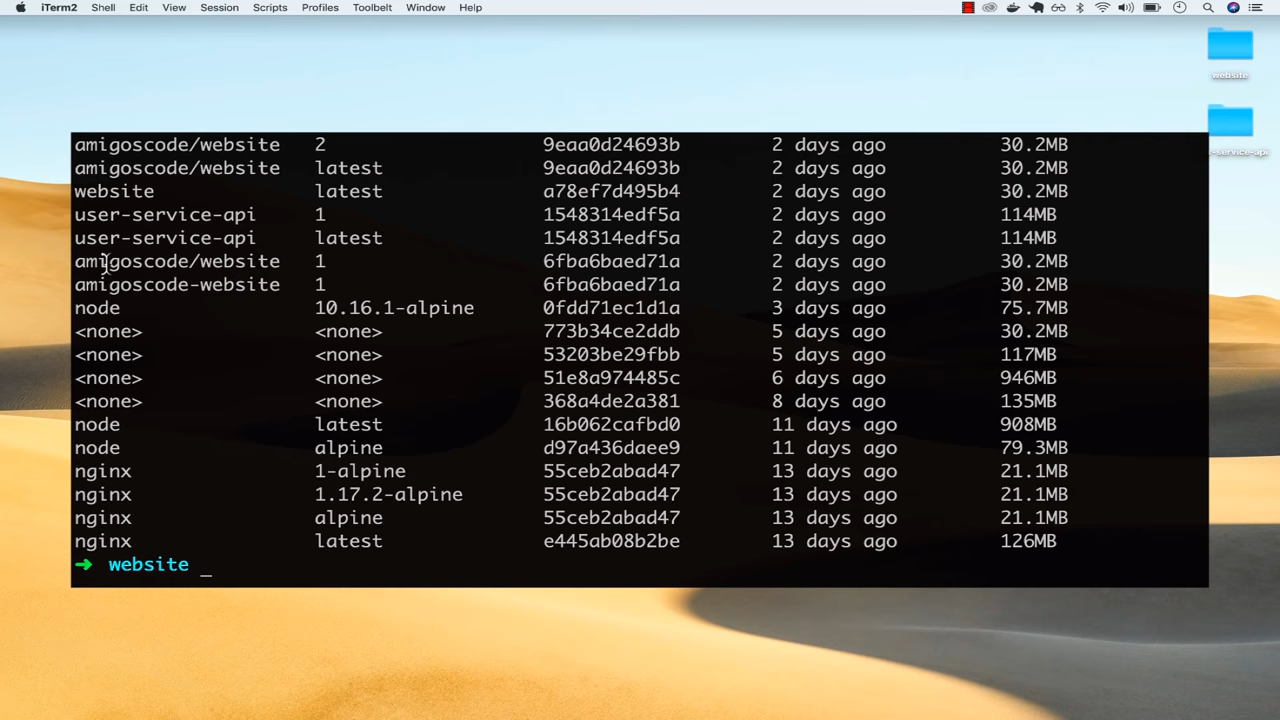 iTerm2 Shell Edit View Session Scripts Profiles Toolbelt Window Help
website
r-service-api
amigoscode/website 2 9eaa0d24693b 2 days ago 30.2MB
amigoscode/website latest 9eaa0d24693b 2 days ago 30.2MB
website latest a78ef7d495b4 2 days ago 30.2MB
user-service-api 1 1548314edf5a 2 days ago 114MB
user-service-api latest 1548314edf5a 2 days ago 114MB
amigoscode/website 1 6fba6baed71a 2 days ago 30.2MB
amigoscode-website 1 6fba6baed71a 2 days ago 30.2MB
node 10.16.1-alpine 0fdd71ec1d1a 3 days ago 75.7MB
<none> <none> 773b34ce2ddb 5 days ago 30.2MB
<none> <none> 53203be29fbb 5 days ago 117MB
<none> <none> 51e8a974485c 6 days ago 946MB
<none> <none> 368a4de2a381 8 days ago 135MB
node latest 16b062cafbd0 11 days ago 908MB
node alpine d97a436daee9 11 days ago 79.3MB
nginx 1-alpine 55ceb2abad47 13 days ago 21.1MB
nginx 1.17.2-alpine 55ceb2abad47 13 days ago 21.1MB
nginx alpine 55ceb2abad47 13 days ago 21.1MB
nginx latest e445ab08b2be 13 days ago 126MB
➜ website _